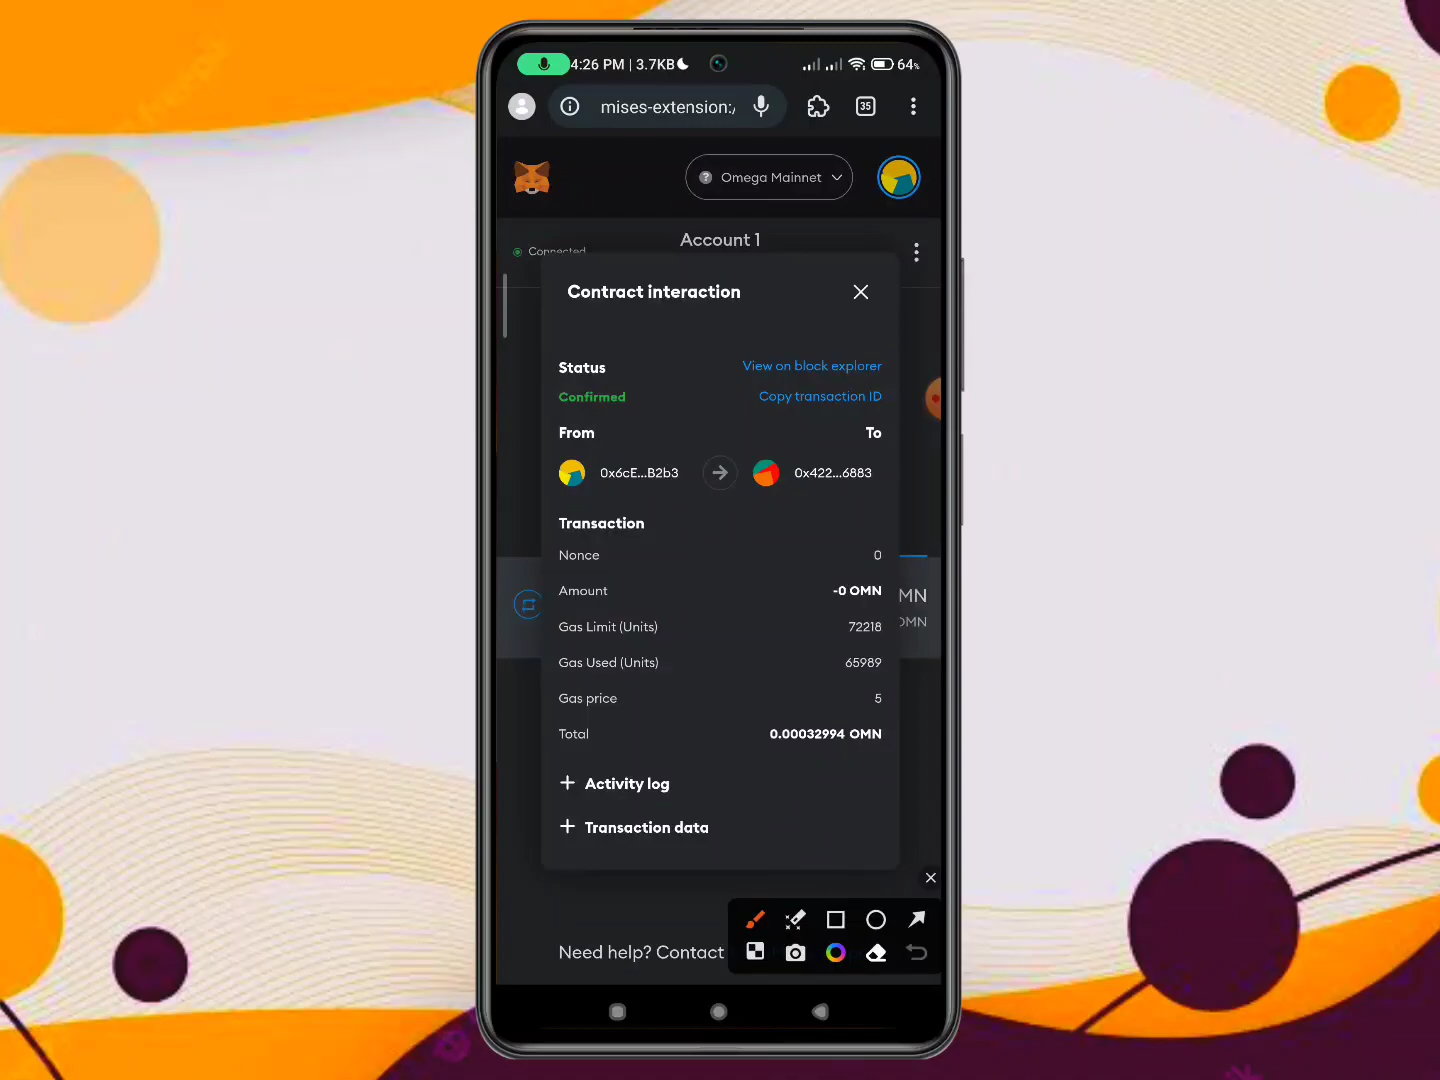 4:26 PM | 3.7KB 64%
mises-extension:/ 35
? Omega Mainnet
Account 1
Connected
Contract interaction
Status View on block explorer
Confirmed Copy transaction ID
From To
0x6cE...B2b3 0x422...6883
Transaction
Nonce 0
Amount -0 OMN
MN
Gas Limit (Units) 72218
OMN
Gas Used (Units) 65989
Gas price 5
Total 0.00032994 OMN
+ Activity log
+ Transaction data
Need help? Contact